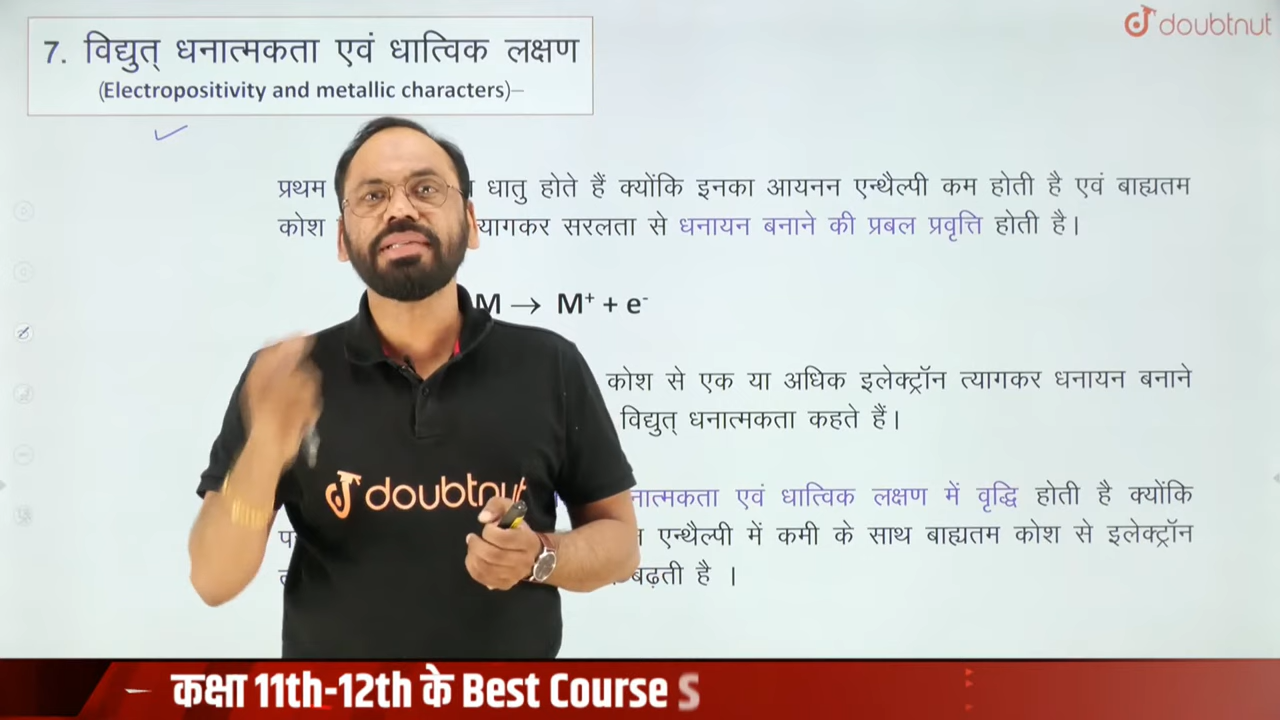 doubtnut
7. विद्युत् धनात्मकता एवं धात्विक लक्षण
(Electropositivity and metallic characters)–
प्रथम धातु होते हैं क्योंकि इनका आयनन एन्थैल्पी कम होती है एवं बाह्यतम
कोश त्यागकर सरलता से धनायन बनाने की प्रबल प्रवृत्ति होती है।
M → M⁺ + e⁻
कोश से एक या अधिक इलेक्ट्रॉन त्यागकर धनायन बनाने
विद्युत् धनात्मकता कहते हैं।
doubtnut
एवं धात्विक लक्षण में वृद्धि होती है क्योंकि
एन्थैल्पी में कमी के साथ बाह्यतम कोश से इलेक्ट्रॉन
बढ़ती है ।
कक्षा 11th-12th के Best Course S